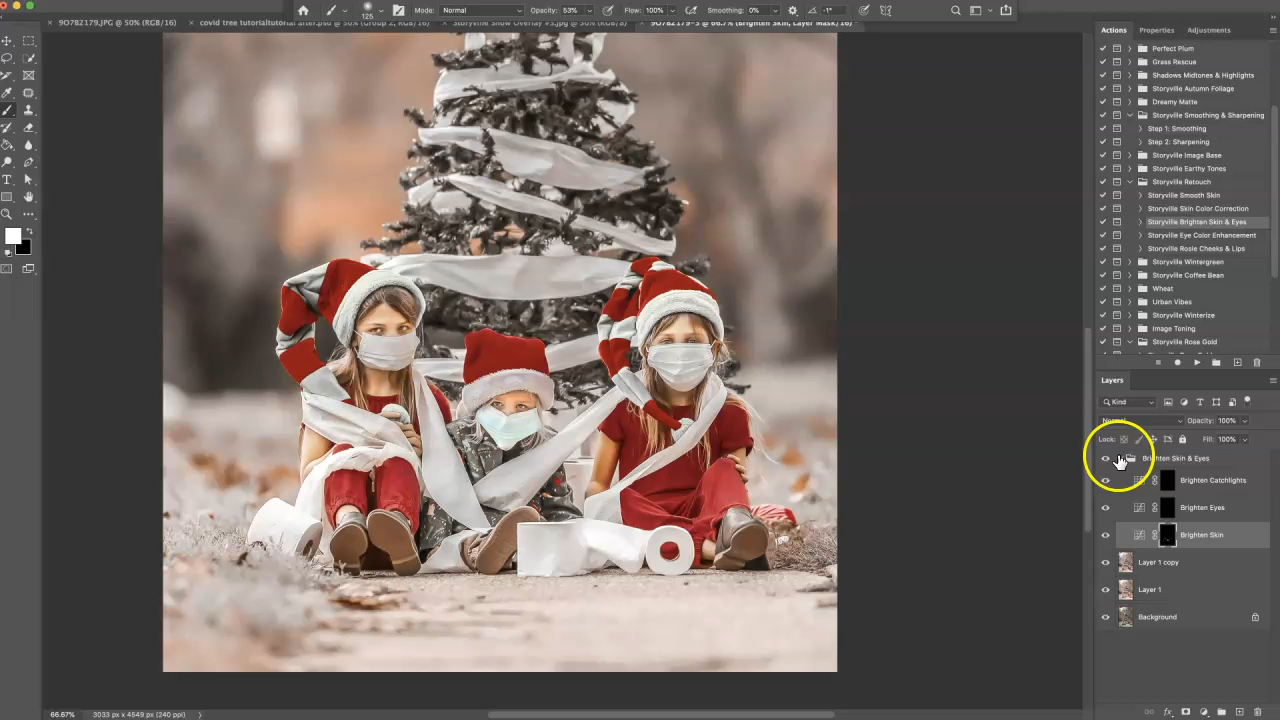 125
Mode:
Normal
Opacity: 53%
Flow: 100%
Smoothing: 0%
-1°
9O782179.JPG @ 50% (RGB/16)
covid tree tutorialtutorial after.psd @ 50% (Group 2, RGB/16)
Storyville Snow Overlay #3.jpg @ 50% (RGB/16)
9O782179-3 @ 66.7% (Brighten Skin, Layer Mask/16)
Actions
Properties
Adjustments
Perfect Plum
Grass Rescue
Shadows Midtones & Highlights
Storyville Autumn Foliage
Dreamy Matte
Storyville Smoothing & Sharpening
Step 1: Smoothing
Step 2: Sharpening
Storyville Image Base
Storyville Earthy Tones
Storyville Retouch
Storyville Smooth Skin
Storyville Skin Color Correction
Storyville Brighten Skin & Eyes
Storyville Eye Color Enhancement
Storyville Rosie Cheeks & Lips
Storyville Wintergreen
Storyville Coffee Bean
Wheat
Urban Vibes
Storyville Winterize
Image Toning
Storyville Rose Gold
Layers
Kind
Normal
Opacity: 100%
Lock:
Fill: 100%
Brighten Skin & Eyes
Brighten Catchlights
Brighten Eyes
Brighten Skin
Layer 1 copy
Layer 1
Background
66.67%
3033 px x 4549 px (240 ppi)